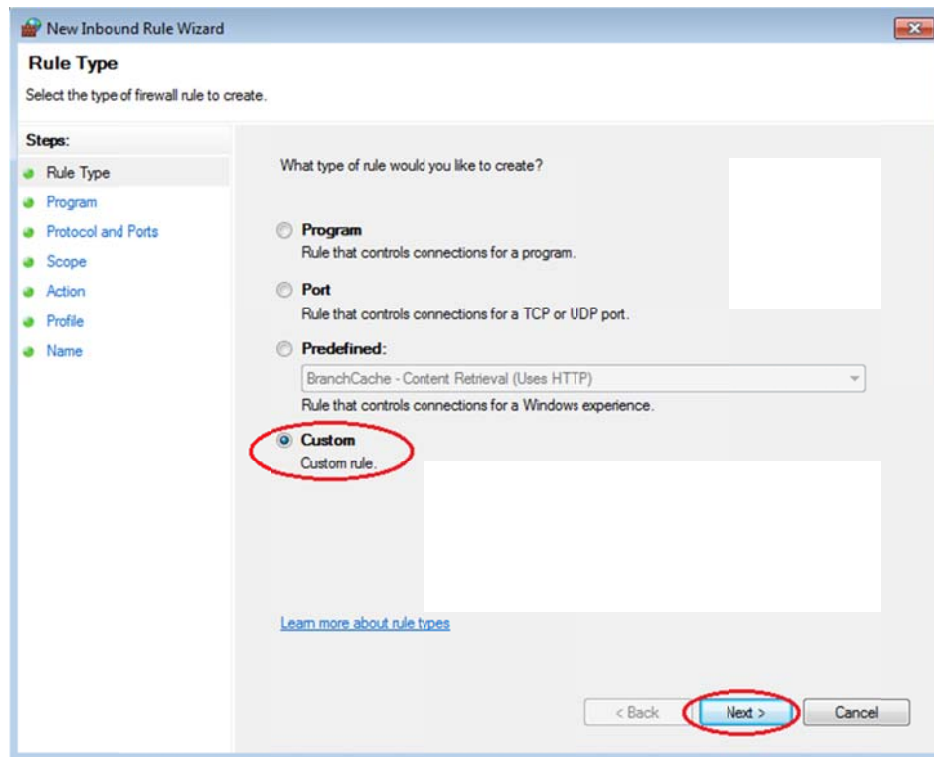 New Inbound Rule Wizard
Rule Type
Select the type of firewall rule to create.
Steps:
Rule Type
Program
Protocol and Ports
Scope
Action
Profile
Name
What type of rule would you like to create?
Program
Rule that controls connections for a program.
Port
Rule that controls connections for a TCP or UDP port.
Predefined:
BranchCache - Content Retrieval (Uses HTTP)
Rule that controls connections for a Windows experience.
Custom
Custom rule.
Learn more about rule types
< Back
Next >
Cancel